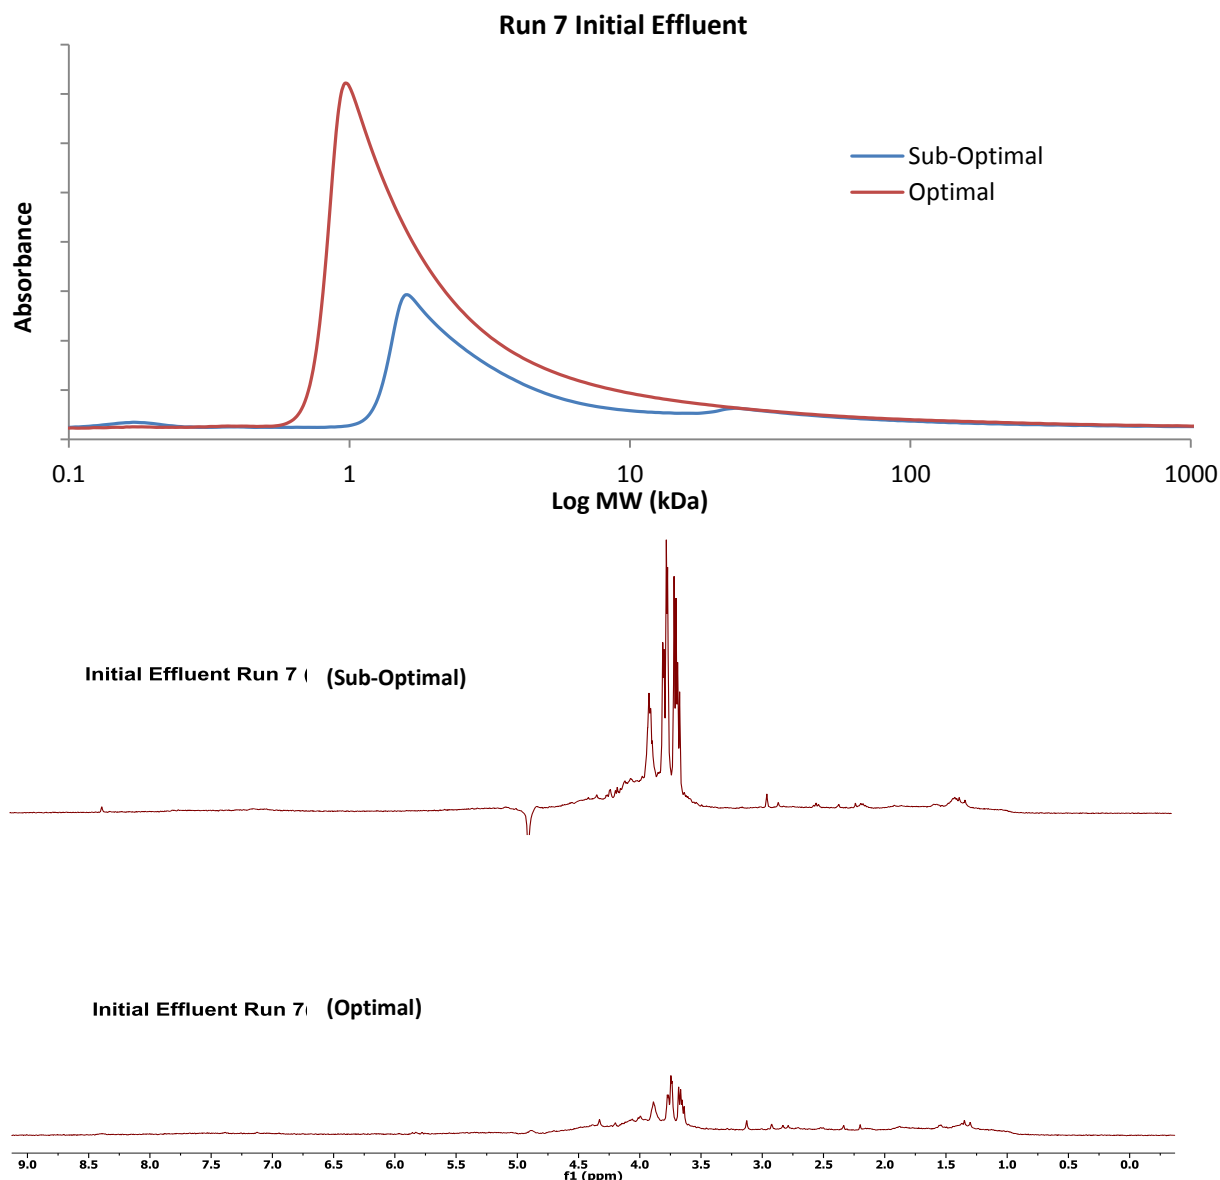 Run 7 Initial Effluent
Sub-Optimal
Optimal
Absorbance
0.1 1 10 100 1000
Log MW (kDa)
Initial Effluent Run 7 ( (Sub-Optimal)
Initial Effluent Run 7( (Optimal)
9.0 8.5 8.0 7.5 7.0 6.5 6.0 5.5 5.0 4.5 4.0 3.5 3.0 2.5 2.0 1.5 1.0 0.5 0.0
f1 (ppm)